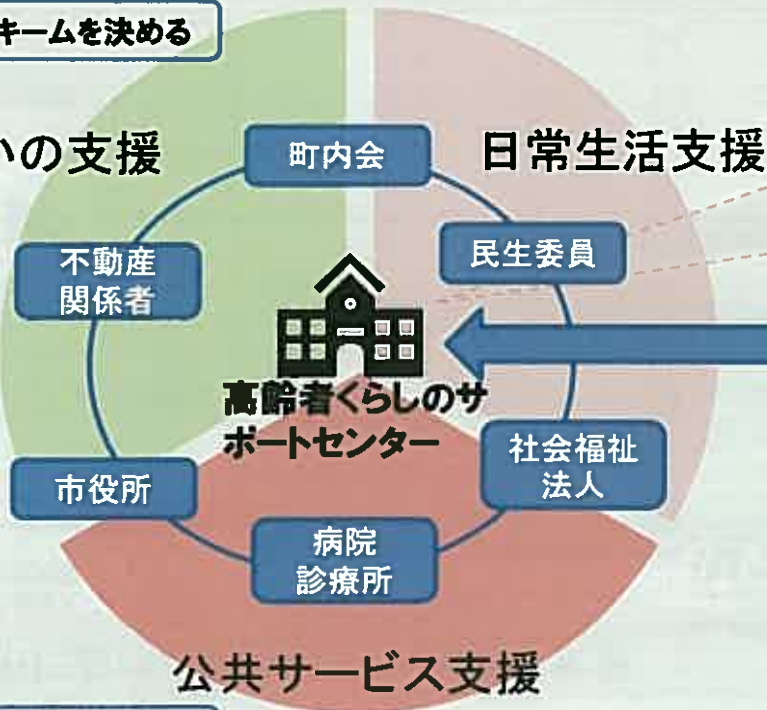 キームを決める
いの支援
日常生活支援
町内会
民生委員
不動産
関係者
高齢者くらしのサ
ポートセンター
社会福祉
法人
市役所
病院
診療所
公共サービス支援